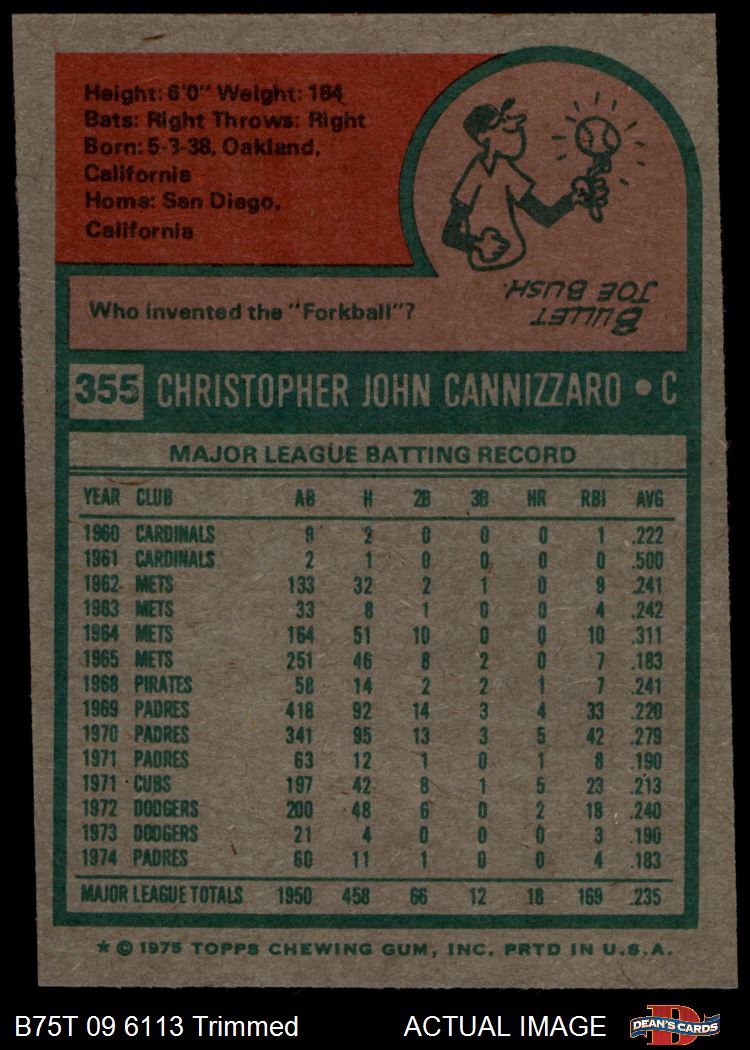 Height: 6'0" Weight: 184
Bats: Right Throws: Right
Born: 5-3-38, Oakland,
California
Home: San Diego,
California
Who invented the "Forkball"?
BULLET
JOE BUSH.
355 CHRISTOPHER JOHN CANNIZZARO • C
MAJOR LEAGUE BATTING RECORD
YEAR CLUB AB H 2B 3B HR RBI AVG
1960 CARDINALS 9 2 0 0 0 1 .222
1961 CARDINALS 2 1 0 0 0 0 .500
1962 METS 133 32 2 1 0 9 .241
1963 METS 33 8 1 0 0 4 .242
1964 METS 164 51 10 0 0 10 .311
1965 METS 251 46 8 2 0 7 .183
1968 PIRATES 58 14 2 2 1 7 .241
1969 PADRES 418 92 14 3 4 33 .220
1970 PADRES 341 95 13 3 5 42 .279
1971 PADRES 63 12 1 0 1 8 .190
1971 CUBS 197 42 8 1 5 23 .213
1972 DODGERS 200 48 6 0 2 18 .240
1973 DODGERS 21 4 0 0 0 3 .190
1974 PADRES 60 11 1 0 0 4 .183
MAJOR LEAGUE TOTALS 1950 458 66 12 18 169 .235
* © 1975 TOPPS CHEWING GUM, INC. PRTD IN U.S.A.
B75T 09 6113 Trimmed ACTUAL IMAGE D DEAN'S CARDS